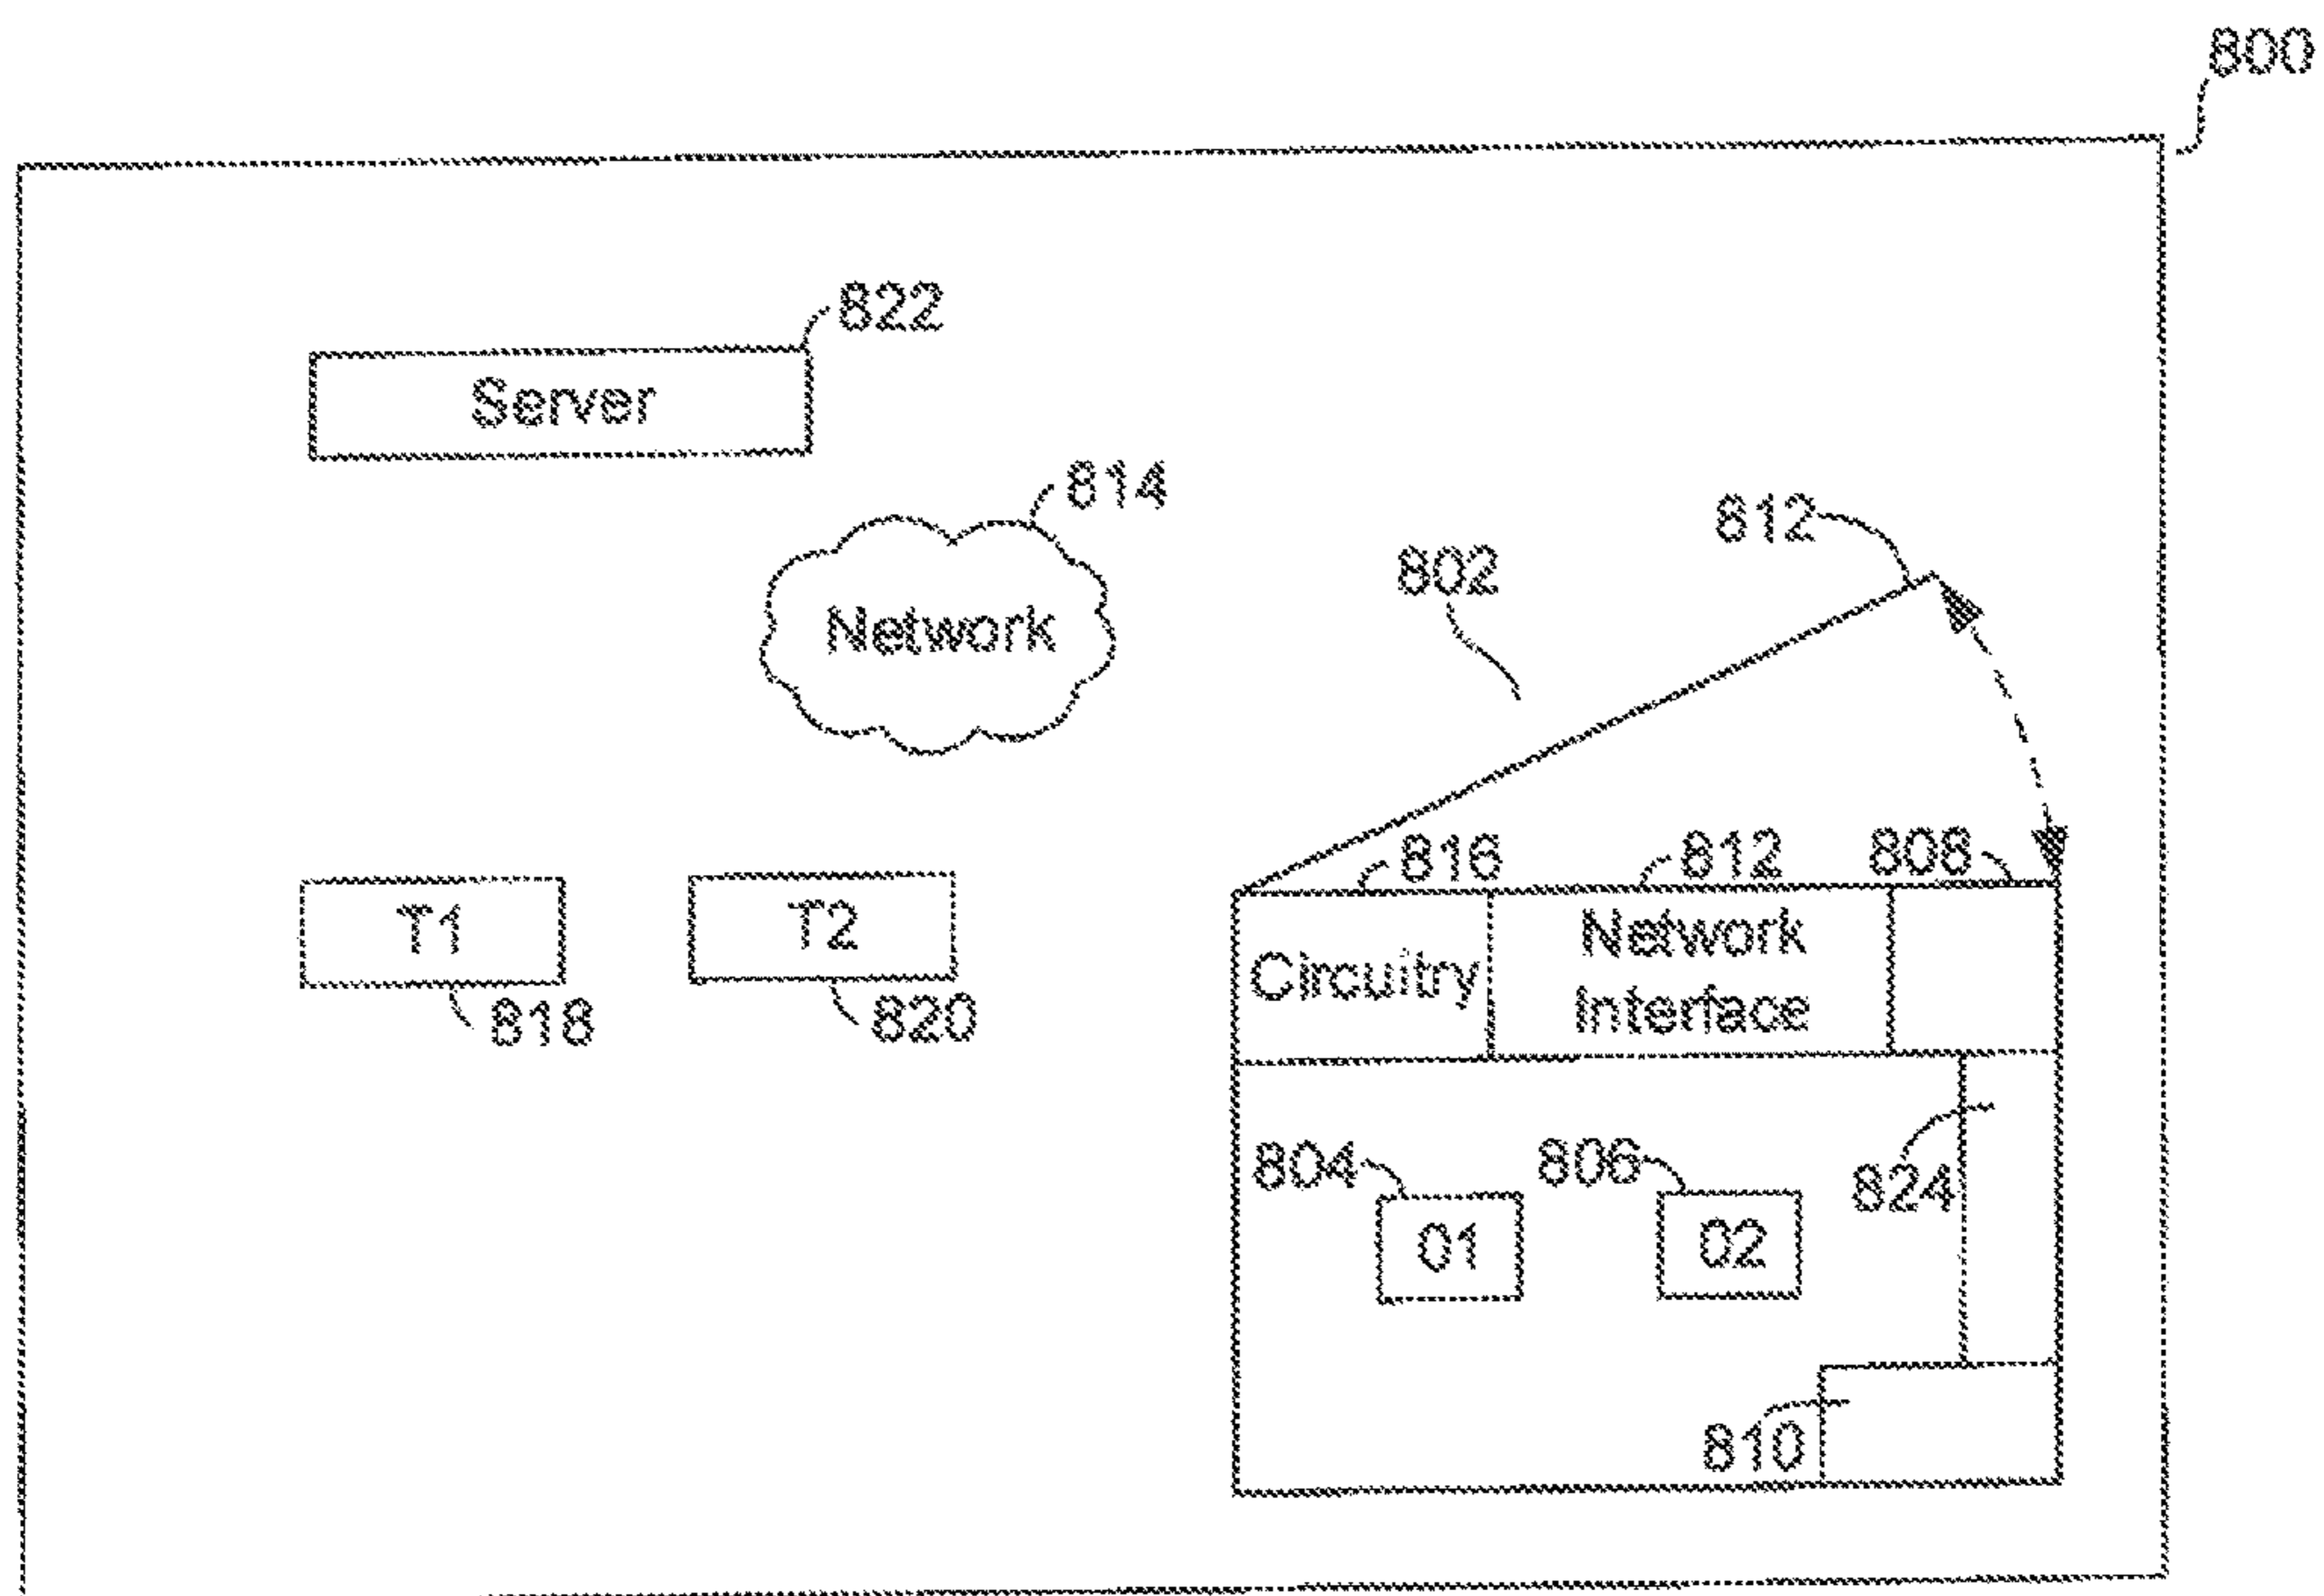 800
822
Server
814
Network
812
802
816 812 808
T1 T2
818 820
Circuitry
Network
Interface
804 806 824
01 02
810